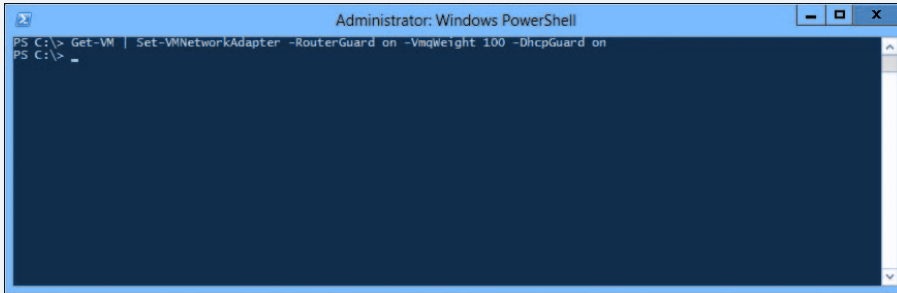 Administrator: Windows PowerShell
PS C:\> Get-VM | Set-VMNetworkAdapter -RouterGuard on -VmqWeight 100 -DhcpGuard on
PS C:\> _